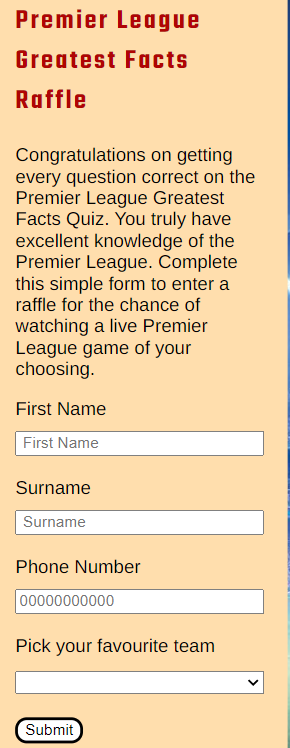 Premier League
Greatest Facts
Raffle
Congratulations on getting
every question correct on the
Premier League Greatest
Facts Quiz. You truly have
excellent knowledge of the
Premier League. Complete
this simple form to enter a
raffle for the chance of
watching a live Premier
League game of your
choosing.
First Name
First Name
Surname
Surname
Phone Number
00000000000
Pick your favourite team
Submit